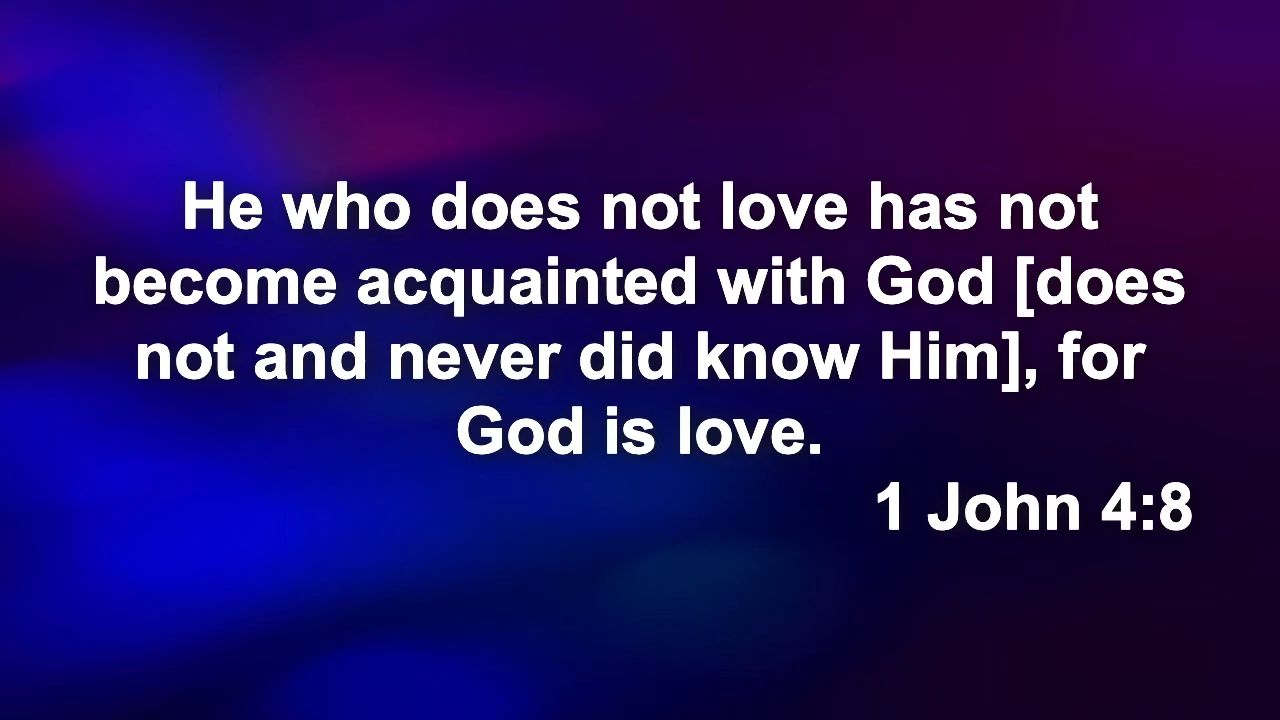 He who does not love has not
become acquainted with God [does
not and never did know Him], for
God is love.
1 John 4:8